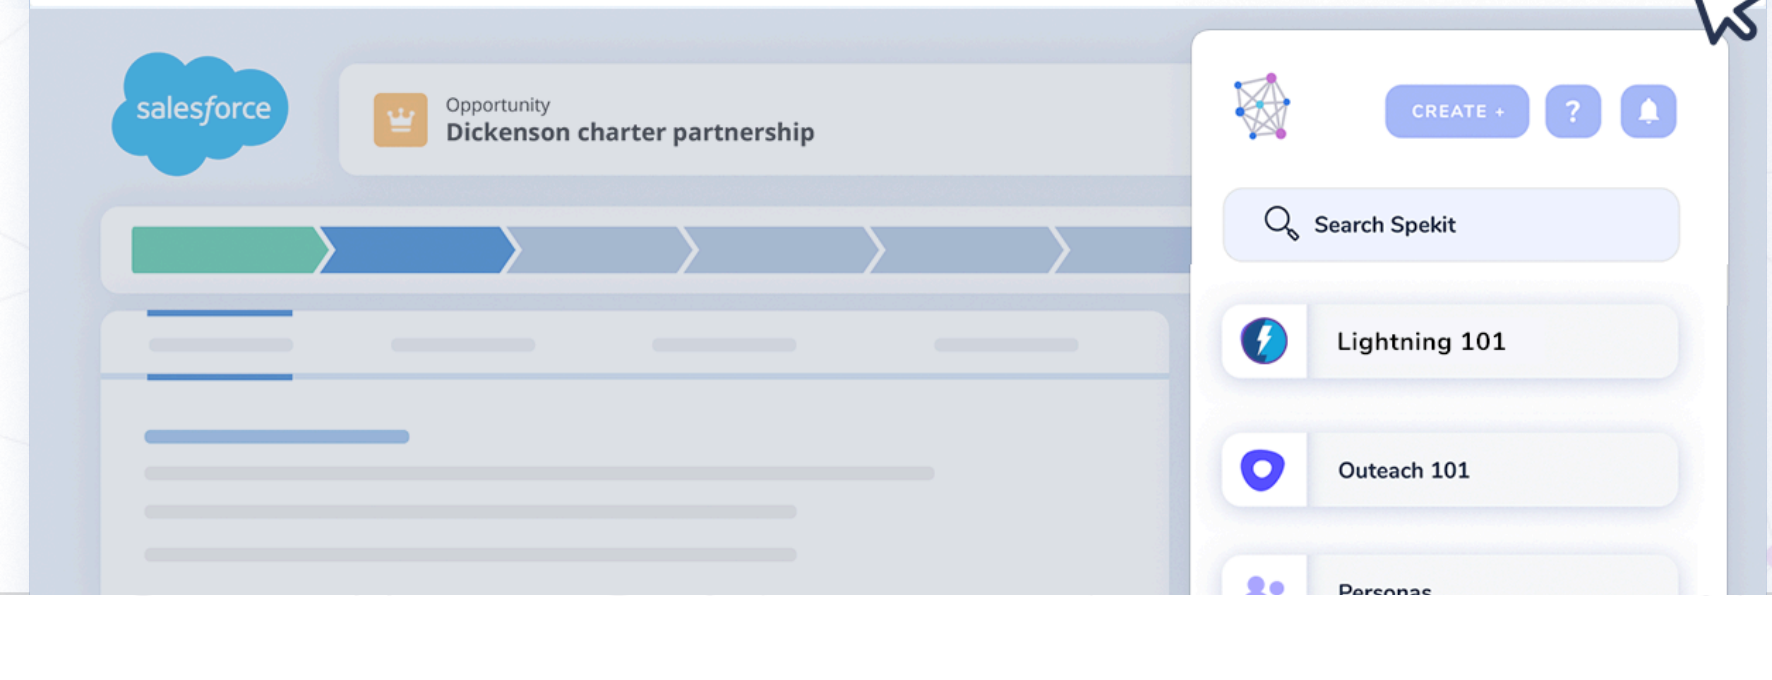 salesforce
Opportunity
Dickenson charter partnership
CREATE +
?
Search Spekit
Lightning 101
Outeach 101
Personas